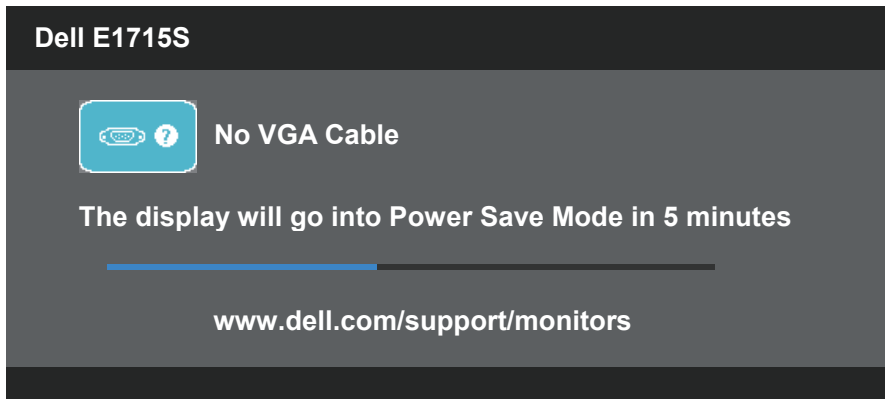 Dell E1715S
No VGA Cable
The display will go into Power Save Mode in 5 minutes
www.dell.com/support/monitors